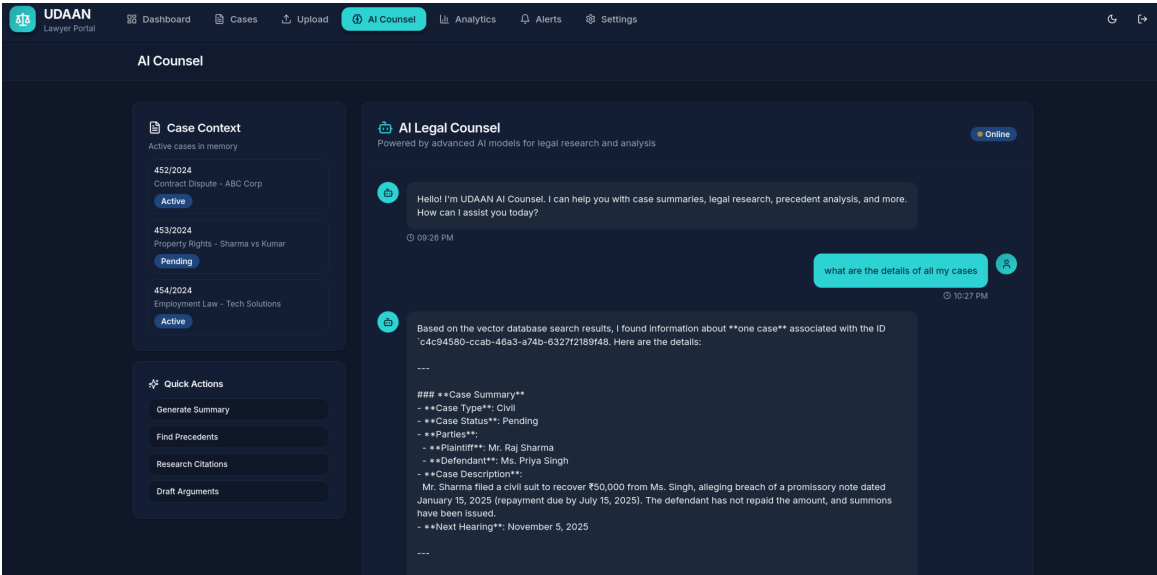 UDAAN
Lawyer Portal
Dashboard
Cases
Upload
AI Counsel
Analytics
Alerts
Settings
AI Counsel
Case Context
Active cases in memory
452/2024
Contract Dispute - ABC Corp
Active
453/2024
Property Rights - Sharma vs Kumar
Pending
454/2024
Employment Law - Tech Solutions
Active
Quick Actions
Generate Summary
Find Precedents
Research Citations
Draft Arguments
AI Legal Counsel
Powered by advanced AI models for legal research and analysis
Online
Hello! I'm UDAAN AI Counsel. I can help you with case summaries, legal research, precedent analysis, and more.
How can I assist you today?
09:26 PM
what are the details of all my cases
10:27 PM
Based on the vector database search results, I found information about **one case** associated with the ID
`c4c94580-ccab-46a3-a74b-6327f2189f48. Here are the details:
---
### **Case Summary**
- **Case Type**: Civil
- **Case Status**: Pending
- **Parties**:
- **Plaintiff**: Mr. Raj Sharma
- **Defendant**: Ms. Priya Singh
- **Case Description**:
Mr. Sharma filed a civil suit to recover ₹50,000 from Ms. Singh, alleging breach of a promissory note dated
January 15, 2025 (repayment due by July 15, 2025). The defendant has not repaid the amount, and summons
have been issued.
- **Next Hearing**: November 5, 2025
---